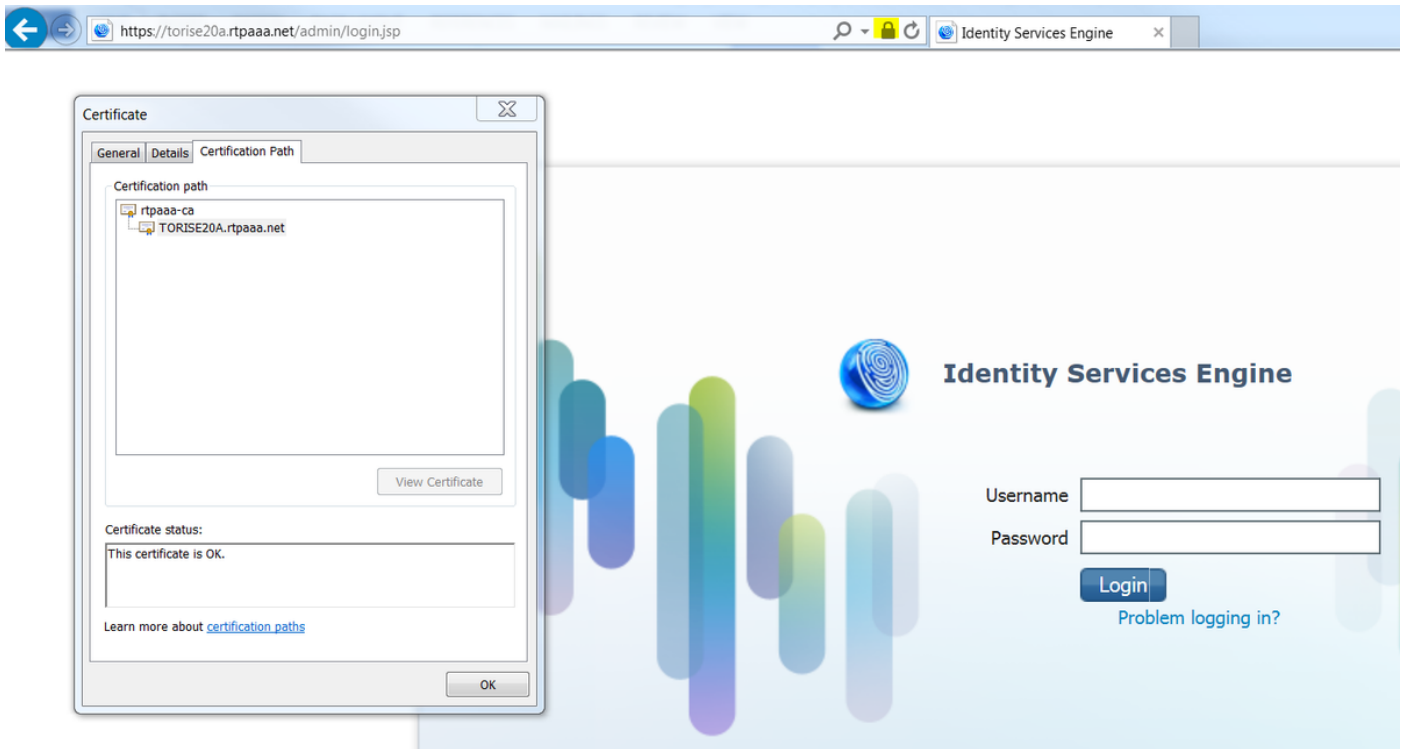 https://torise20a.rtpaaa.net/admin/login.jsp
Identity Services Engine
Certificate
General Details Certification Path
Certification path
rtpaaa-ca
TORISE20A.rtpaaa.net
View Certificate
Certificate status:
This certificate is OK.
Learn more about certification paths
OK
Identity Services Engine
Username
Password
Login
Problem logging in?